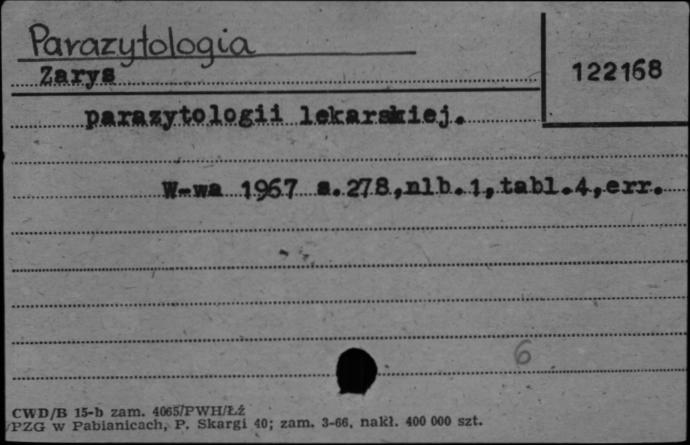 Parazytologia
Zarys
122168
parazytologii lekarskiej.
W-wa 1967 s.278,nlb.1,tabl.4,err.
6
CWD/B 15-b zam. 4065/PWH/Łź
PZG w Pabianicach, P. Skargi 40; zam. 3-66, nakł. 400 000 szt.